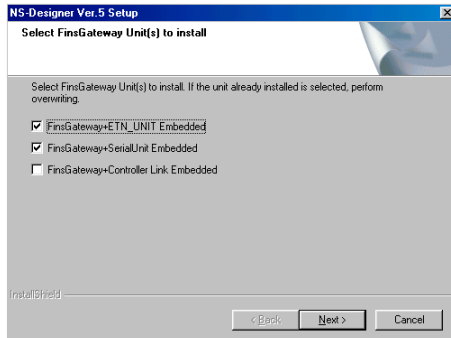 NS-Designer Ver.5 Setup
Select FinsGateway Unit(s) to install
Select FinsGateway Unit(s) to install. If the unit already installed is selected, perform
overwriting.
FinsGateway+ETN_UNIT Embedded
FinsGateway+SerialUnit Embedded
FinsGateway+Controller Link Embedded
InstallShield
< Back Next > Cancel